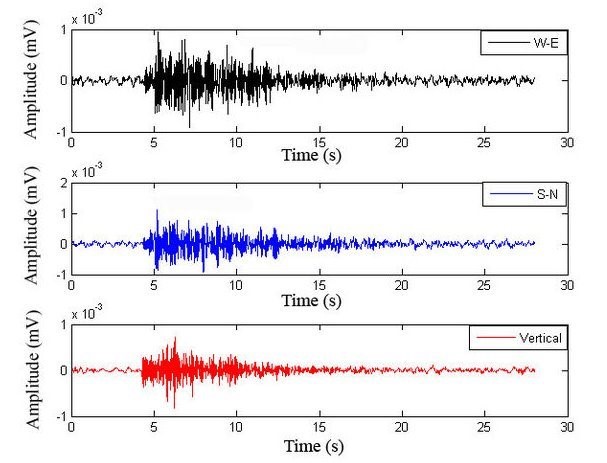 x 10⁻³
1
0
-1
Amplitude (mV)
W-E
0 5 10 15 20 25 30
Time (s)
x 10⁻³
2
1
0
-1
Amplitude (mV)
S-N
0 5 10 15 20 25 30
Time (s)
x 10⁻³
1
0
-1
Amplitude (mV)
Vertical
0 5 10 15 20 25 30
Time (s)